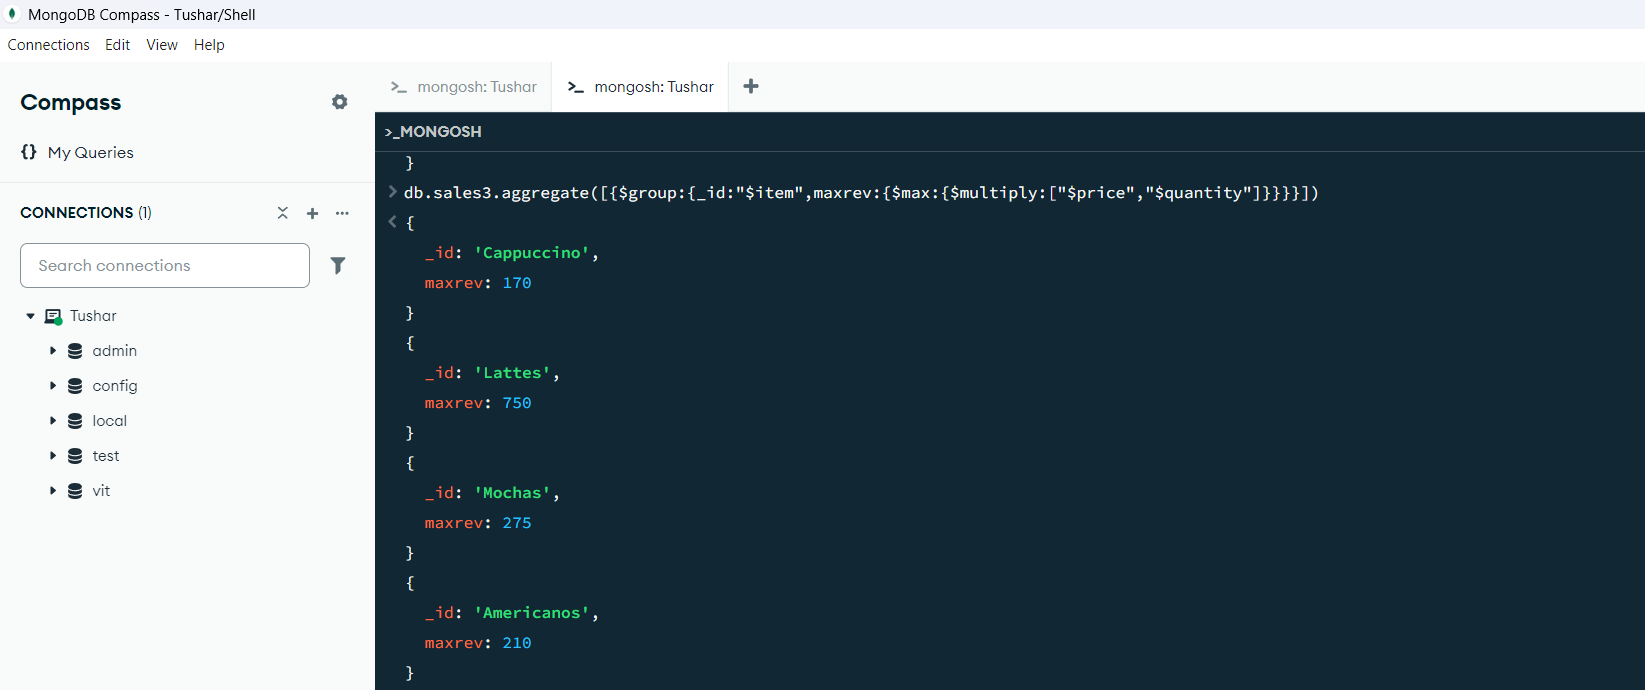 MongoDB Compass - Tushar/Shell
Connections Edit View Help
Compass
{} My Queries
CONNECTIONS (1)
Search connections
Tushar
admin
config
local
test
vit
>_ mongosh: Tushar >_ mongosh: Tushar +
>_MONGOSH
}
> db.sales3.aggregate([{$group:{_id:"$item",maxrev:{$max:{$multiply:["$price","$quantity"]}}}}])
< {
_id: 'Cappuccino',
maxrev: 170
}
{
_id: 'Lattes',
maxrev: 750
}
{
_id: 'Mochas',
maxrev: 275
}
{
_id: 'Americanos',
maxrev: 210
}